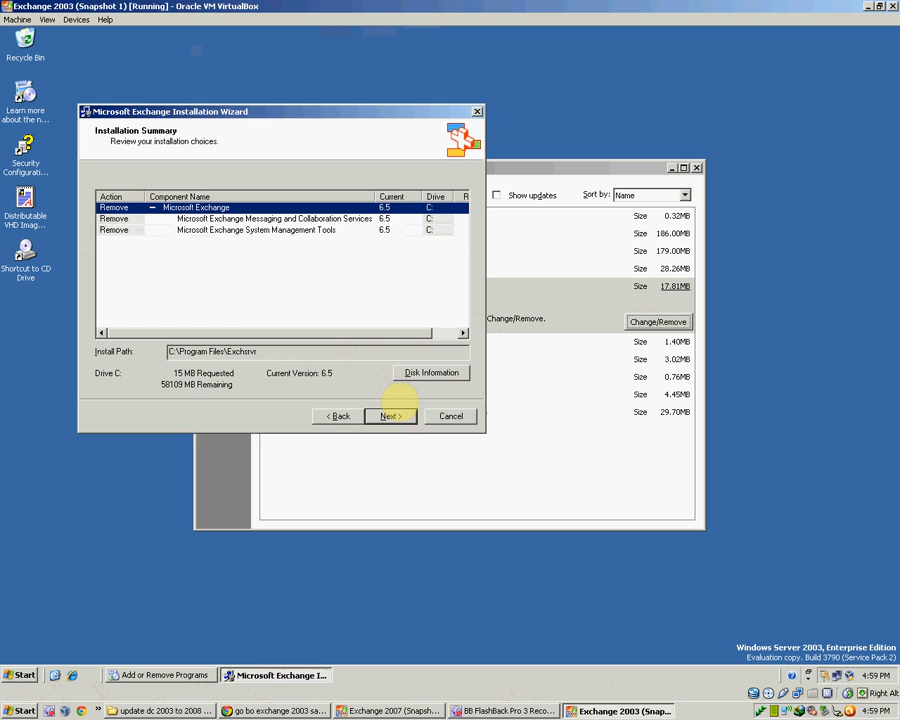 Exchange 2003 (Snapshot 1) [Running] - Oracle VM VirtualBox
Machine View Devices Help
Recycle Bin
Learn more
about the n...
Security
Configurati...
Distributable
VHD Imag...
Shortcut to CD
Drive
Microsoft Exchange Installation Wizard
Installation Summary
Review your installation choices.
Action Component Name Current Drive R
Remove Microsoft Exchange 6.5 C:
Remove Microsoft Exchange Messaging and Collaboration Services 6.5 C:
Remove Microsoft Exchange System Management Tools 6.5 C:
Install Path: C:\Program Files\Exchsrvr
Drive C: 15 MB Requested Current Version: 6.5 Disk Information
58109 MB Remaining
< Back Next > Cancel
Show updates Sort by: Name
Size 0.32MB
Size 186.00MB
Size 179.00MB
Size 28.26MB
Size 17.81MB
Change/Remove. Change/Remove
Size 1.40MB
Size 3.02MB
Size 0.76MB
Size 4.45MB
Size 29.70MB
Windows Server 2003, Enterprise Edition
Evaluation copy. Build 3790 (Service Pack 2)
Start Add or Remove Programs Microsoft Exchange I... 4:59 PM
Right Alt
Start » update dc 2003 to 2008 ... go bo exchange 2003 sa... Exchange 2007 (Snapsh... BB FlashBack Pro 3 Reco... Exchange 2003 (Snap... 4:59 PM